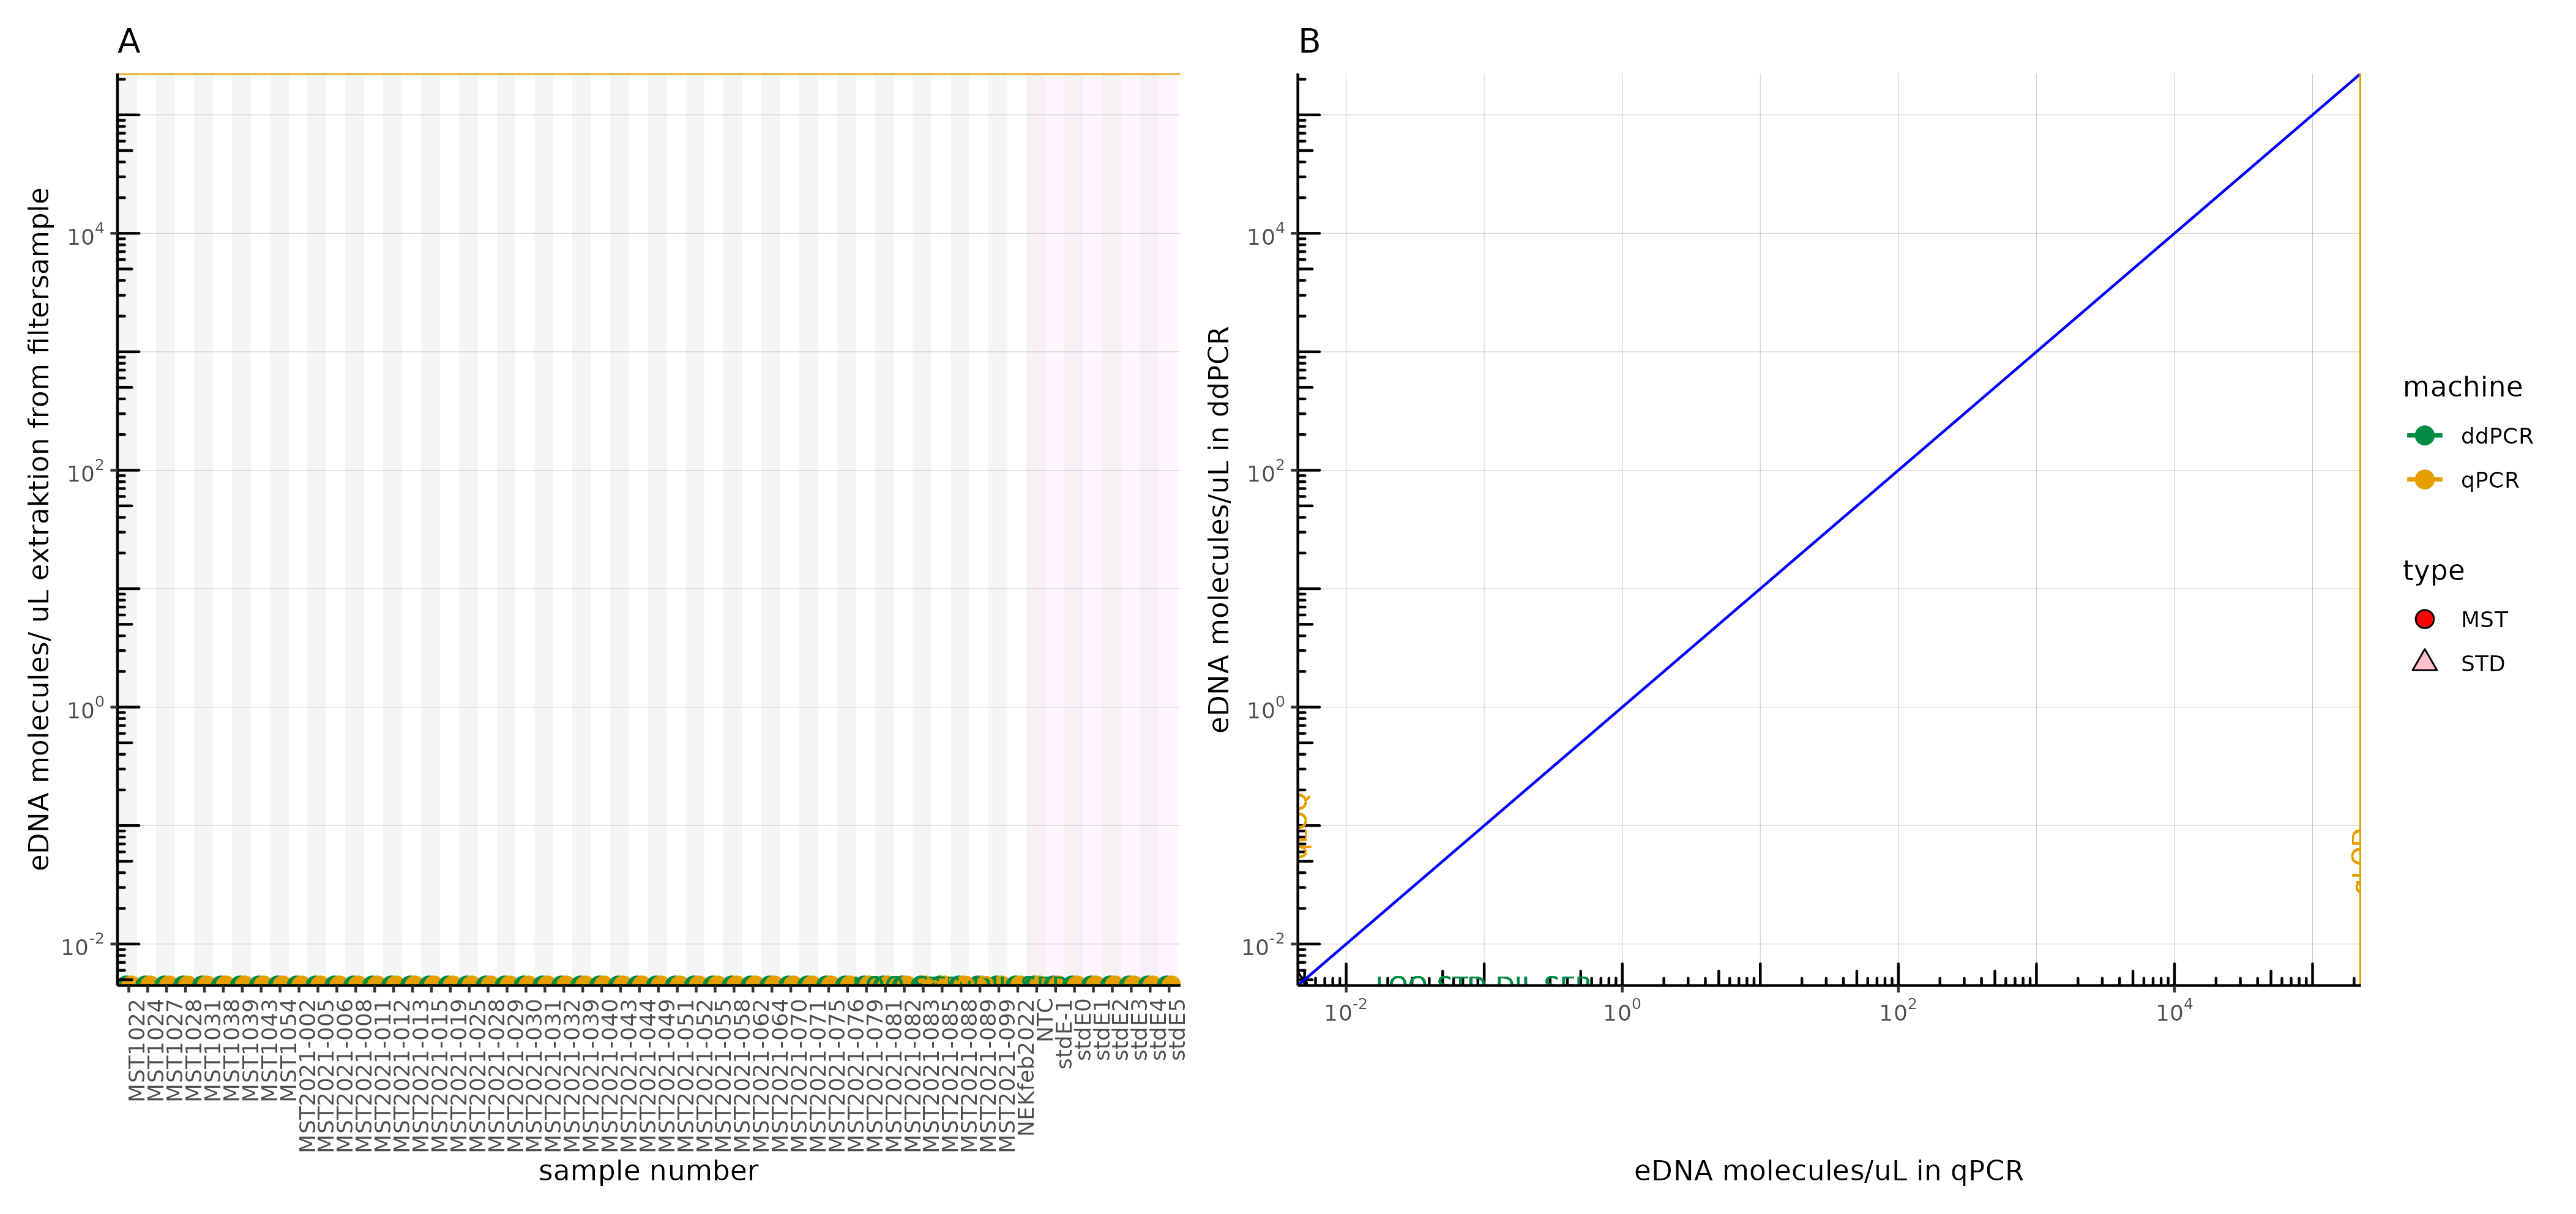 A
eDNA molecules/ uL extraktion from filtersample
10^4
10^2
10^0
10^-2
MST1022
MST1024
MST1027
MST1028
MST1031
MST1038
MST1039
MST1043
MST1054
MST2021-002
MST2021-005
MST2021-006
MST2021-008
MST2021-011
MST2021-012
MST2021-013
MST2021-015
MST2021-019
MST2021-025
MST2021-028
MST2021-029
MST2021-030
MST2021-031
MST2021-032
MST2021-039
MST2021-040
MST2021-043
MST2021-044
MST2021-049
MST2021-051
MST2021-052
MST2021-055
MST2021-058
MST2021-062
MST2021-064
MST2021-070
MST2021-071
MST2021-075
MST2021-076
MST2021-079
MST2021-081
MST2021-082
MST2021-083
MST2021-085
MST2021-088
MST2021-089
MST2021-099
NEKfeb2022
NTC
stdE-1
stdE0
stdE1
stdE2
stdE3
stdE4
stdE5
sample number
B
eDNA molecules/uL in ddPCR
10^4
10^2
10^0
10^-2
qLOD
10^-2
10^0
10^2
10^4
eDNA molecules/uL in qPCR
machine
ddPCR
qPCR
type
MST
STD